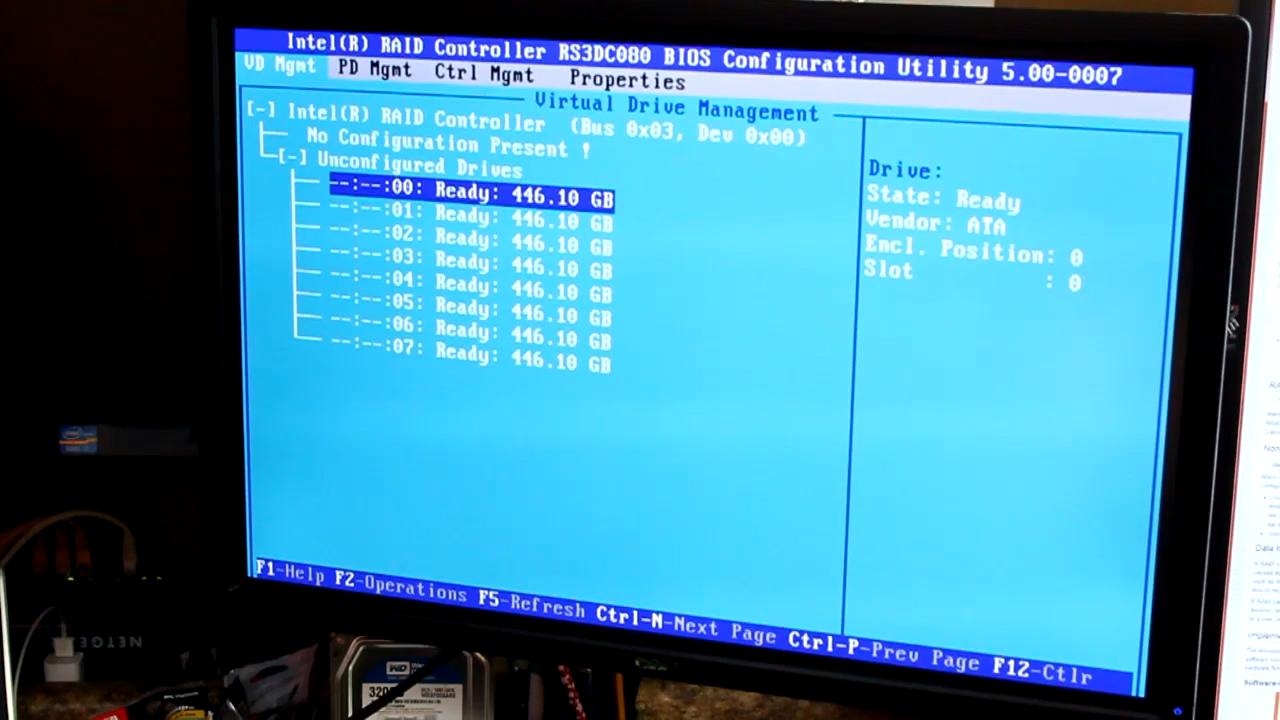 Intel(R) RAID Controller RS3DC080 BIOS Configuration Utility 5.00-0007
VD Mgmt PD Mgmt Ctrl Mgmt Properties
Virtual Drive Management
[-] Intel(R) RAID Controller (Bus 0x03, Dev 0x00)
No Configuration Present !
[-] Unconfigured Drives
--:--:00: Ready: 446.10 GB
--:--:01: Ready: 446.10 GB
--:--:02: Ready: 446.10 GB
--:--:03: Ready: 446.10 GB
--:--:04: Ready: 446.10 GB
--:--:05: Ready: 446.10 GB
--:--:06: Ready: 446.10 GB
--:--:07: Ready: 446.10 GB
Drive:
State: Ready
Vendor: ATA
Encl. Position: 0
Slot : 0
F1-Help F2-Operations F5-Refresh Ctrl-N-Next Page Ctrl-P-Prev Page F12-Ctlr
NETGE
WD